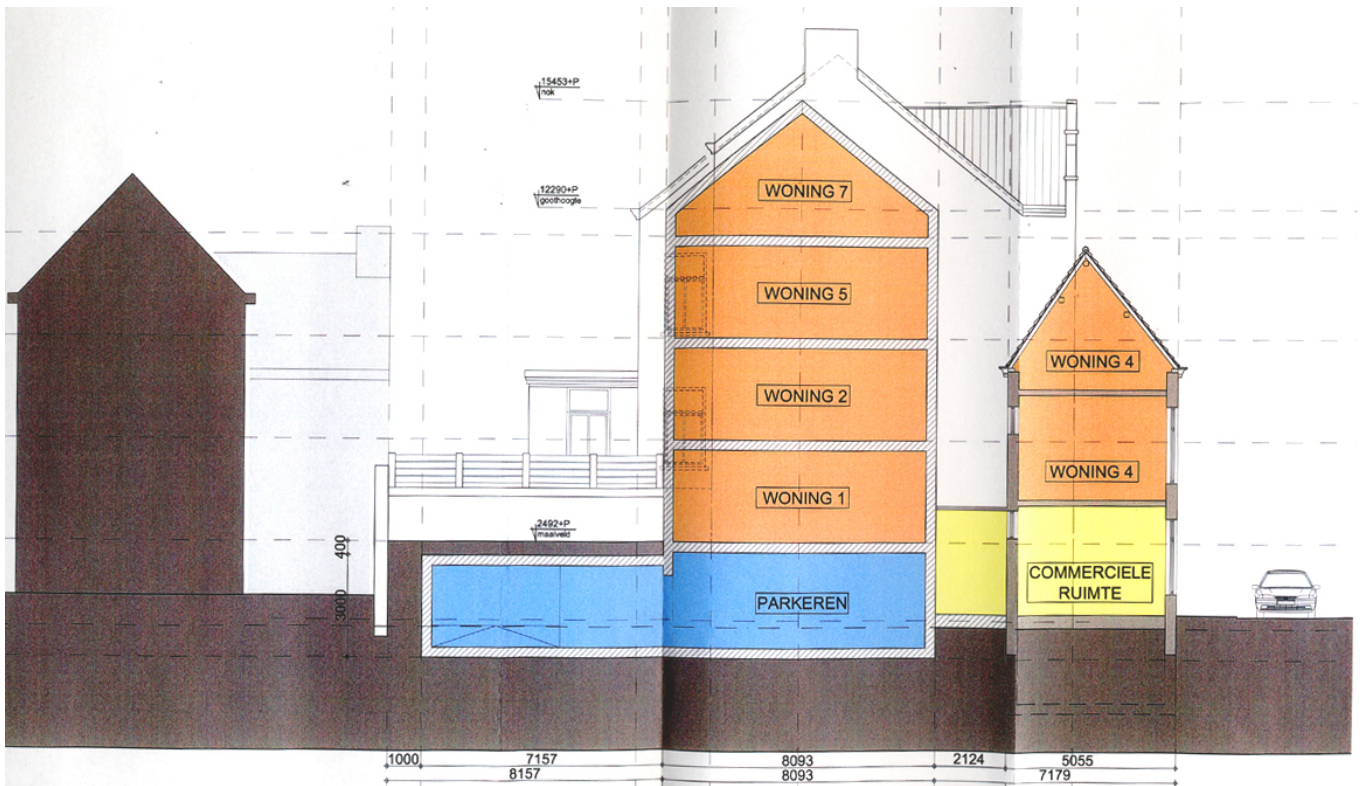 15453+P
nok
12290+P
goothoogte
WONING 7
WONING 5
WONING 4
WONING 2
WONING 4
WONING 1
2492+P
maaiveld
400
3000
COMMERCIELE
RUIMTE
PARKEREN
1000 7157 8093 2124 5055
8157 8093 7179